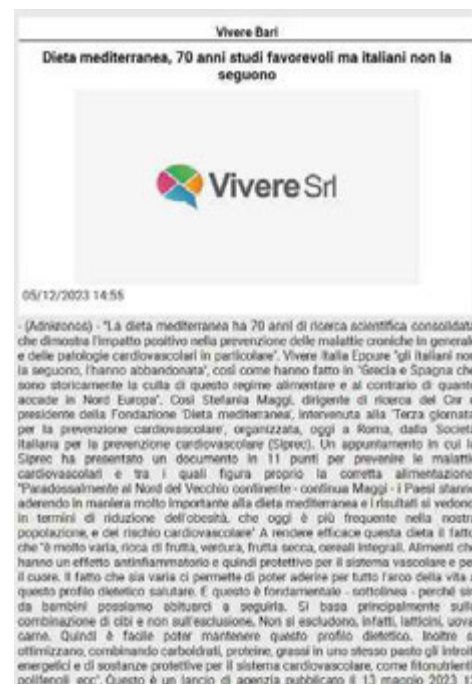 Vivere Bari
Dieta mediterranea, 70 anni studi favorevoli ma italiani non la
seguono
Vivere Srl
05/12/2023 14:55
- (Adnkronos) - "La dieta mediterranea ha 70 anni di ricerca scientifica consolidata
che dimostra l'impatto positivo nella prevenzione delle malattie croniche in generale
e delle patologie cardiovascolari in particolare". Vivere Italia Eppure "gli italiani non
la seguono, l'hanno abbandonata", così come hanno fatto in "Grecia e Spagna che
sono storicamente la culla di questo regime alimentare e al contrario di quanto
accade in Nord Europa". Così Stefania Maggi, dirigente di ricerca del Cnr e
presidente della Fondazione 'Dieta mediterranea', intervenuta alla 'Terza giornata
per la prevenzione cardiovascolare', organizzata, oggi a Roma, dalla Società
italiana per la prevenzione cardiovascolare (Siprec). Un appuntamento in cui la
Siprec ha presentato un documento in 11 punti per prevenire le malattie
cardiovascolari e tra i quali figura proprio la corretta alimentazione.
"Paradossalmente al Nord del Vecchio continente - continua Maggi - i Paesi stanno
aderendo in maniera molto importante alla dieta mediterranea e i risultati si vedono
in termini di riduzione dell'obesità, che oggi è più frequente nella nostra
popolazione, e del rischio cardiovascolare" A rendere efficace questa dieta il fatto
che "è molto varia, ricca di frutta, verdura, frutta secca, cereali integrali. Alimenti che
hanno un effetto antinfiammatorio e quindi protettivo per il sistema vascolare e per
il cuore. Il fatto che sia varia ci permette di poter aderire per tutto l'arco della vita a
questo profilo dietetico salutare. E questo è fondamentale - sottolinea - perché sin
da bambini possiamo abituarci a seguirla. Si basa principalmente sulla
combinazione di cibi e non sull'esclusione. Non si escludono, infatti, latticini, uova,
carne. Quindi è facile poter mantenere questo profilo dietetico. Inoltre si
ottimizzano, combinando carboidrati, proteine, grassi in uno stesso pasto gli introiti
energetici e di sostanze protettive per il sistema cardiovascolare, come fitonutrienti
polifenoli, ecc". Questo è un lancio di agenzia pubblicato il 13 maggio 2023